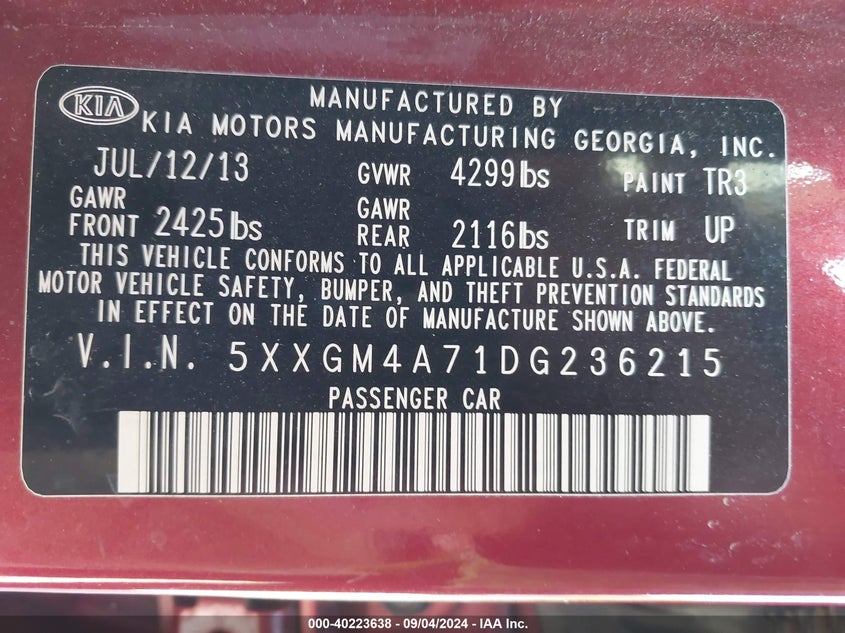 KIA
MANUFACTURED BY
KIA MOTORS MANUFACTURING GEORGIA, INC.
JUL/12/13 GVWR 4299lbs PAINT TR3
GAWR FRONT 2425lbs GAWR REAR 2116lbs TRIM UP
THIS VEHICLE CONFORMS TO ALL APPLICABLE U.S.A. FEDERAL
MOTOR VEHICLE SAFETY, BUMPER, AND THEFT PREVENTION STANDARDS
IN EFFECT ON THE DATE OF MANUFACTURE SHOWN ABOVE.
V.I.N. 5XXGM4A71DG236215
PASSENGER CAR
000-40223638 - 09/04/2024 - IAA Inc.